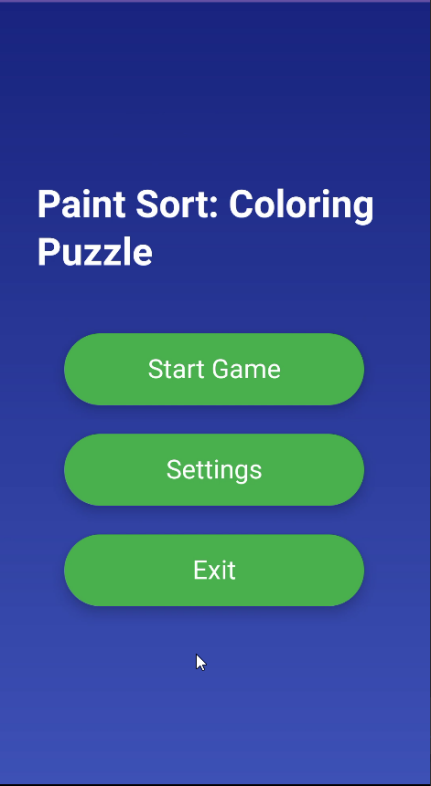 Paint Sort: Coloring
Puzzle
Start Game
Settings
Exit